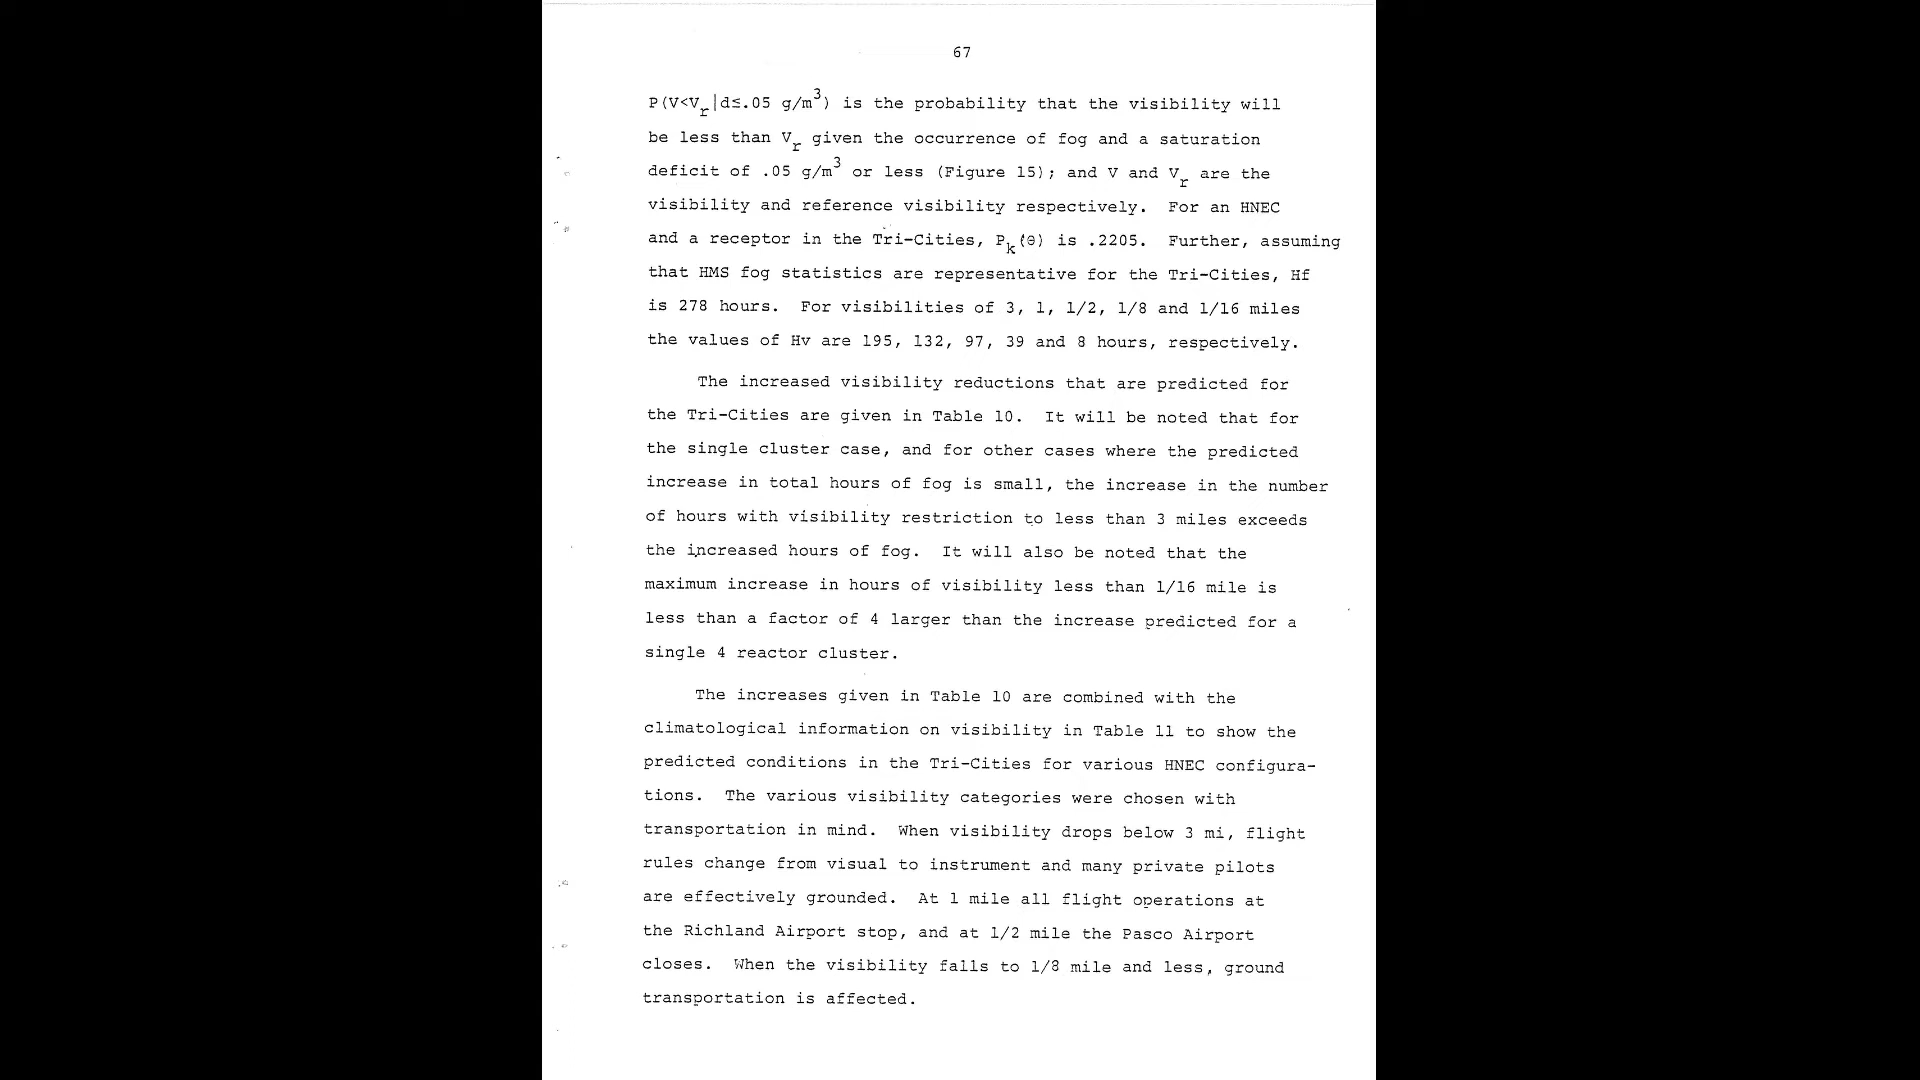 67
P(V<Vr|d≤.05 g/m3) is the probability that the visibility will
be less than Vr given the occurrence of fog and a saturation
deficit of .05 g/m3 or less (Figure 15); and V and Vr are the
visibility and reference visibility respectively. For an HNEC
and a receptor in the Tri-Cities, Pk(θ) is .2205. Further, assuming
that HMS fog statistics are representative for the Tri-Cities, Hf
is 278 hours. For visibilities of 3, 1, 1/2, 1/8 and 1/16 miles
the values of Hv are 195, 132, 97, 39 and 8 hours, respectively.
The increased visibility reductions that are predicted for
the Tri-Cities are given in Table 10. It will be noted that for
the single cluster case, and for other cases where the predicted
increase in total hours of fog is small, the increase in the number
of hours with visibility restriction to less than 3 miles exceeds
the increased hours of fog. It will also be noted that the
maximum increase in hours of visibility less than 1/16 mile is
less than a factor of 4 larger than the increase predicted for a
single 4 reactor cluster.
The increases given in Table 10 are combined with the
climatological information on visibility in Table 11 to show the
predicted conditions in the Tri-Cities for various HNEC configura-
tions. The various visibility categories were chosen with
transportation in mind. When visibility drops below 3 mi, flight
rules change from visual to instrument and many private pilots
are effectively grounded. At 1 mile all flight operations at
the Richland Airport stop, and at 1/2 mile the Pasco Airport
closes. When the visibility falls to 1/8 mile and less, ground
transportation is affected.